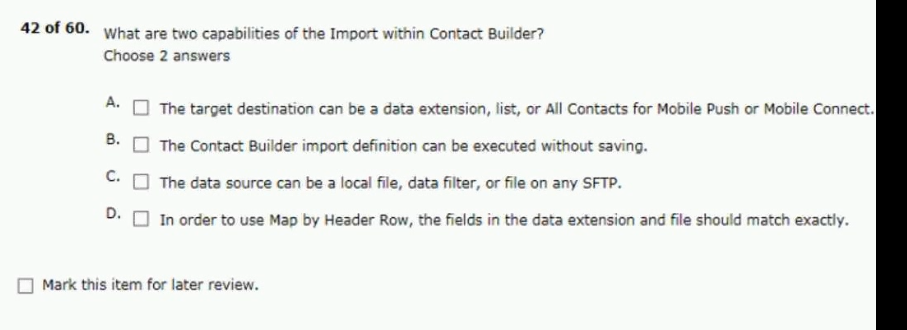 42 of 60. What are two capabilities of the Import within Contact Builder?
Choose 2 answers
A. The target destination can be a data extension, list, or All Contacts for Mobile Push or Mobile Connect.
B. The Contact Builder import definition can be executed without saving.
C. The data source can be a local file, data filter, or file on any SFTP.
D. In order to use Map by Header Row, the fields in the data extension and file should match exactly.
Mark this item for later review.